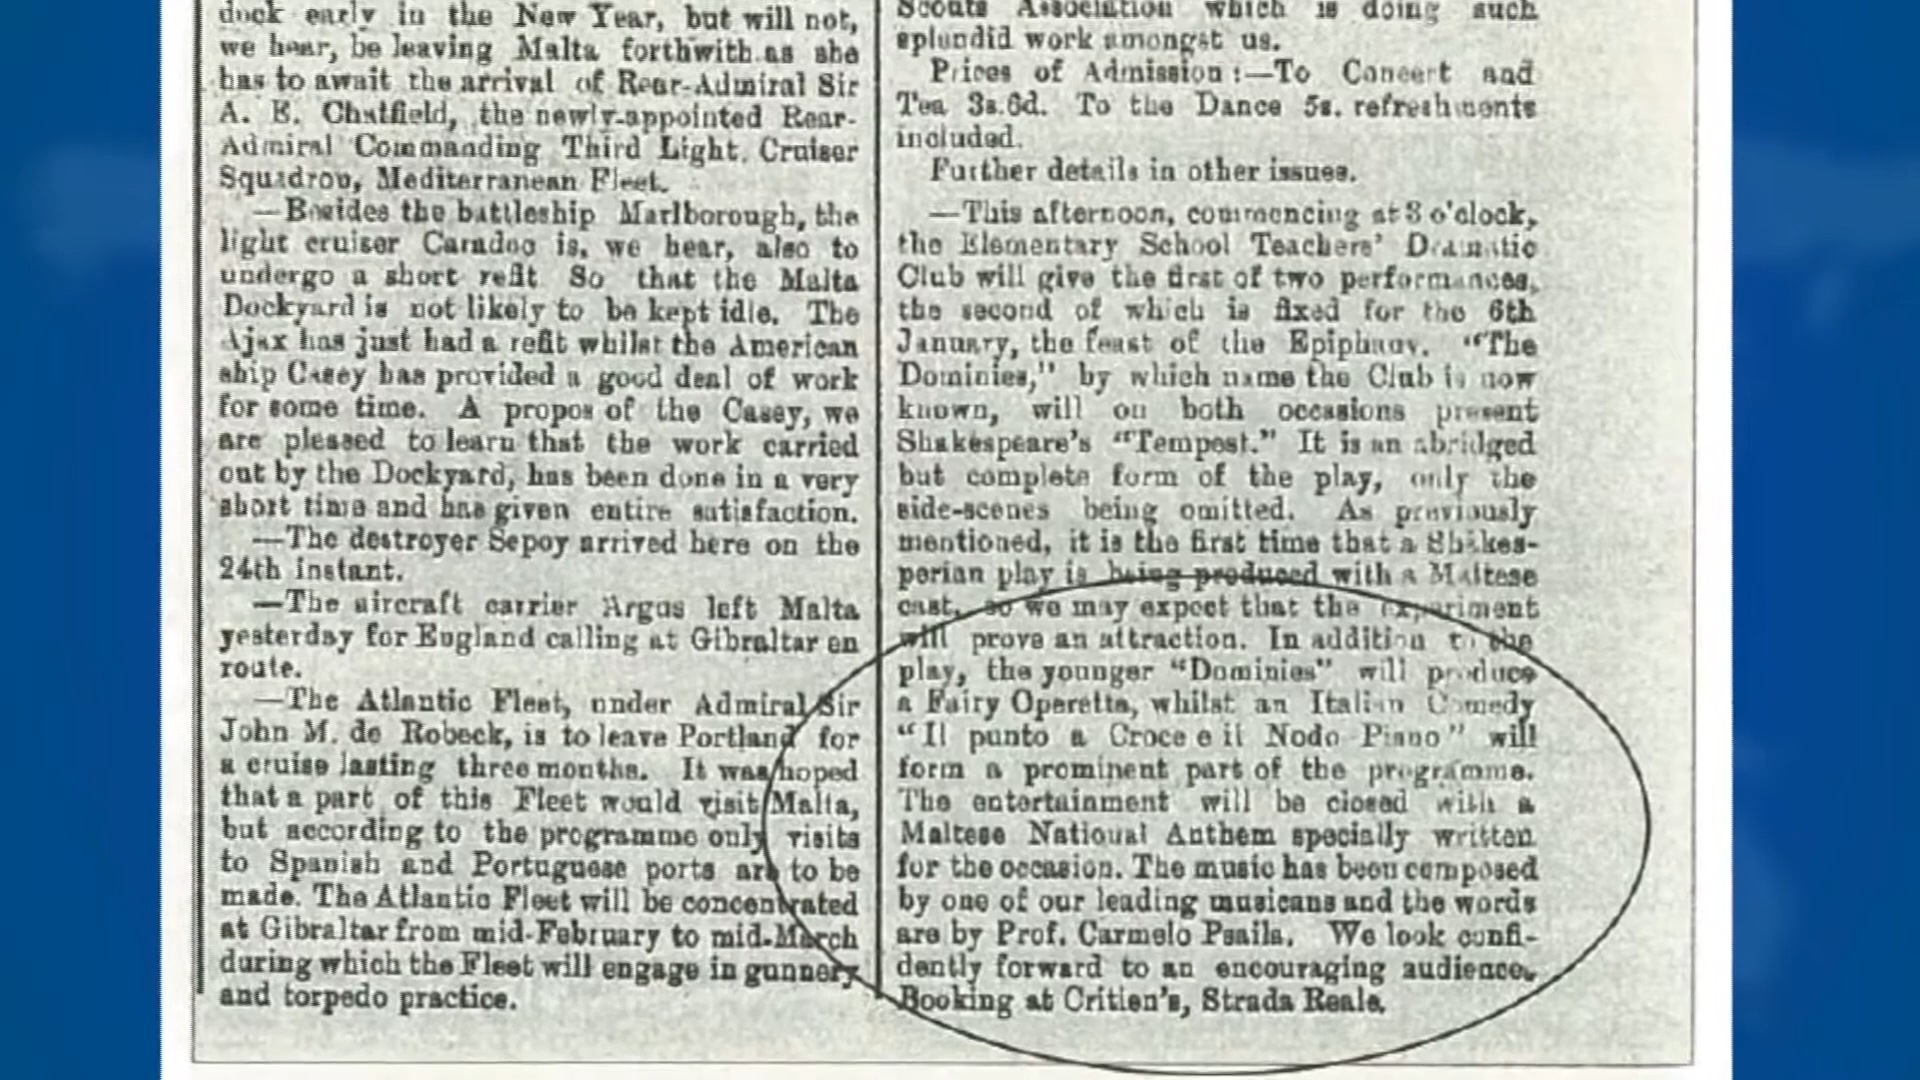 dock early in the New Year, but will not,
we hear, be leaving Malta forthwith as she
has to await the arrival of Rear-Admiral Sir
A. E. Chatfield, the newly-appointed Rear-
Admiral Commanding Third Light Cruiser
Squadron, Mediterranean Fleet.
—Besides the battleship Marlborough, the
light cruiser Caradoc is, we hear, also to
undergo a short refit So that the Malta
Dockyard is not likely to be kept idle. The
Ajax has just had a refit whilst the American
ship Casey has provided a good deal of work
for some time. A propos of the Casey, we
are pleased to learn that the work carried
out by the Dockyard, has been done in a very
short time and has given entire satisfaction.
—The destroyer Sepoy arrived here on the
24th instant.
—The aircraft carrier Argus left Malta
yesterday for England calling at Gibraltar en
route.
—The Atlantic Fleet, under Admiral Sir
John M. de Robeck, is to leave Portland for
a cruise lasting three months. It was hoped
that a part of this Fleet would visit Malta,
but according to the programme only visits
to Spanish and Portuguese ports are to be
made. The Atlantic Fleet will be concentrated
at Gibraltar from mid-February to mid-March
during which the Fleet will engage in gunnery
and torpedo practice.
Scouts Association which is doing such
splendid work amongst us.
Prices of Admission:—To Concert and
Tea 3s.6d. To the Dance 5s. refreshments
included.
Further details in other issues.
—This afternoon, commencing at 3 o'clock,
the Elementary School Teachers' Dramatic
Club will give the first of two performances,
the second of which is fixed for the 6th
January, the feast of the Epiphany. "The
Dominies," by which name the Club is now
known, will on both occasions present
Shakespeare's "Tempest." It is an abridged
but complete form of the play, only the
side-scenes being omitted. As previously
mentioned, it is the first time that a Shakes-
perian play is being produced with a Maltese
cast, so we may expect that the experiment
will prove an attraction. In addition to the
play, the younger "Dominies" will produce
a Fairy Operetta, whilst an Italian Comedy
"Il punto a Croce e il Nodo Piano" will
form a prominent part of the programme.
The entertainment will be closed with a
Maltese National Anthem specially written
for the occasion. The music has been composed
by one of our leading musicans and the words
are by Prof. Carmelo Psaila. We look confi-
dently forward to an encouraging audience.
Booking at Critien's, Strada Reale.